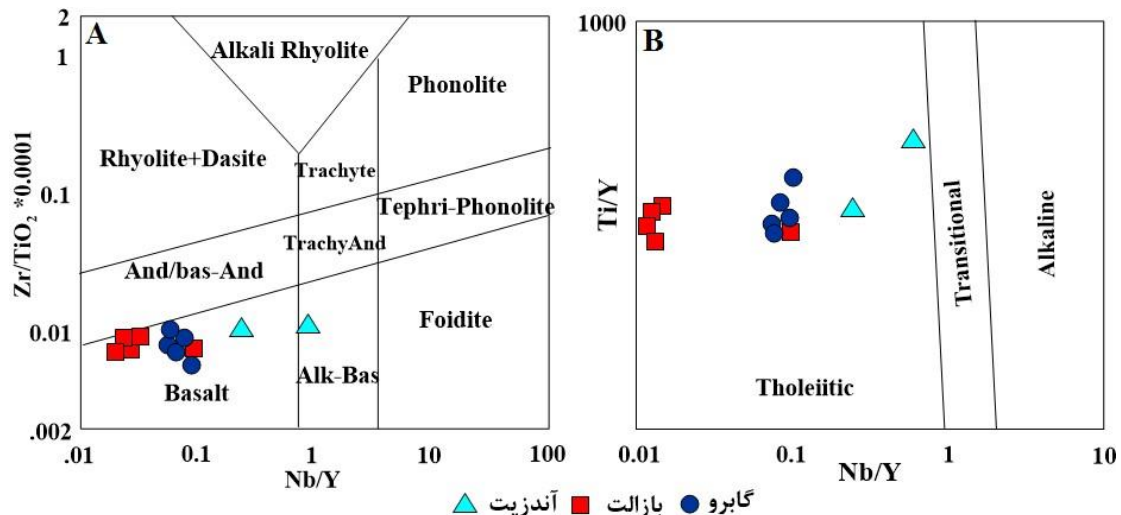 A
2
1
0.1
0.01
.002
Zr/TiO₂ *0.0001
Alkali Rhyolite
Phonolite
Rhyolite+Dasite
Trachyte
Tephri-Phonolite
TrachyAnd
And/bas-And
Foidite
Alk-Bas
Basalt
.01 0.1 1 10 100
Nb/Y
B
1000
Ti/Y
Transitional
Alkaline
Tholeiitic
0.01 0.1 1 10
Nb/Y
گابرو بازالت آندزیت